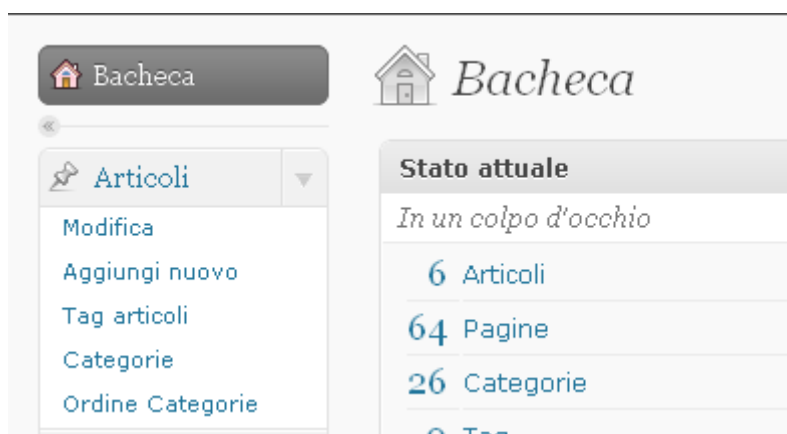 Bacheca
Articoli
Modifica
Aggiungi nuovo
Tag articoli
Categorie
Ordine Categorie
Bacheca
Stato attuale
In un colpo d'occhio
6 Articoli
64 Pagine
26 Categorie